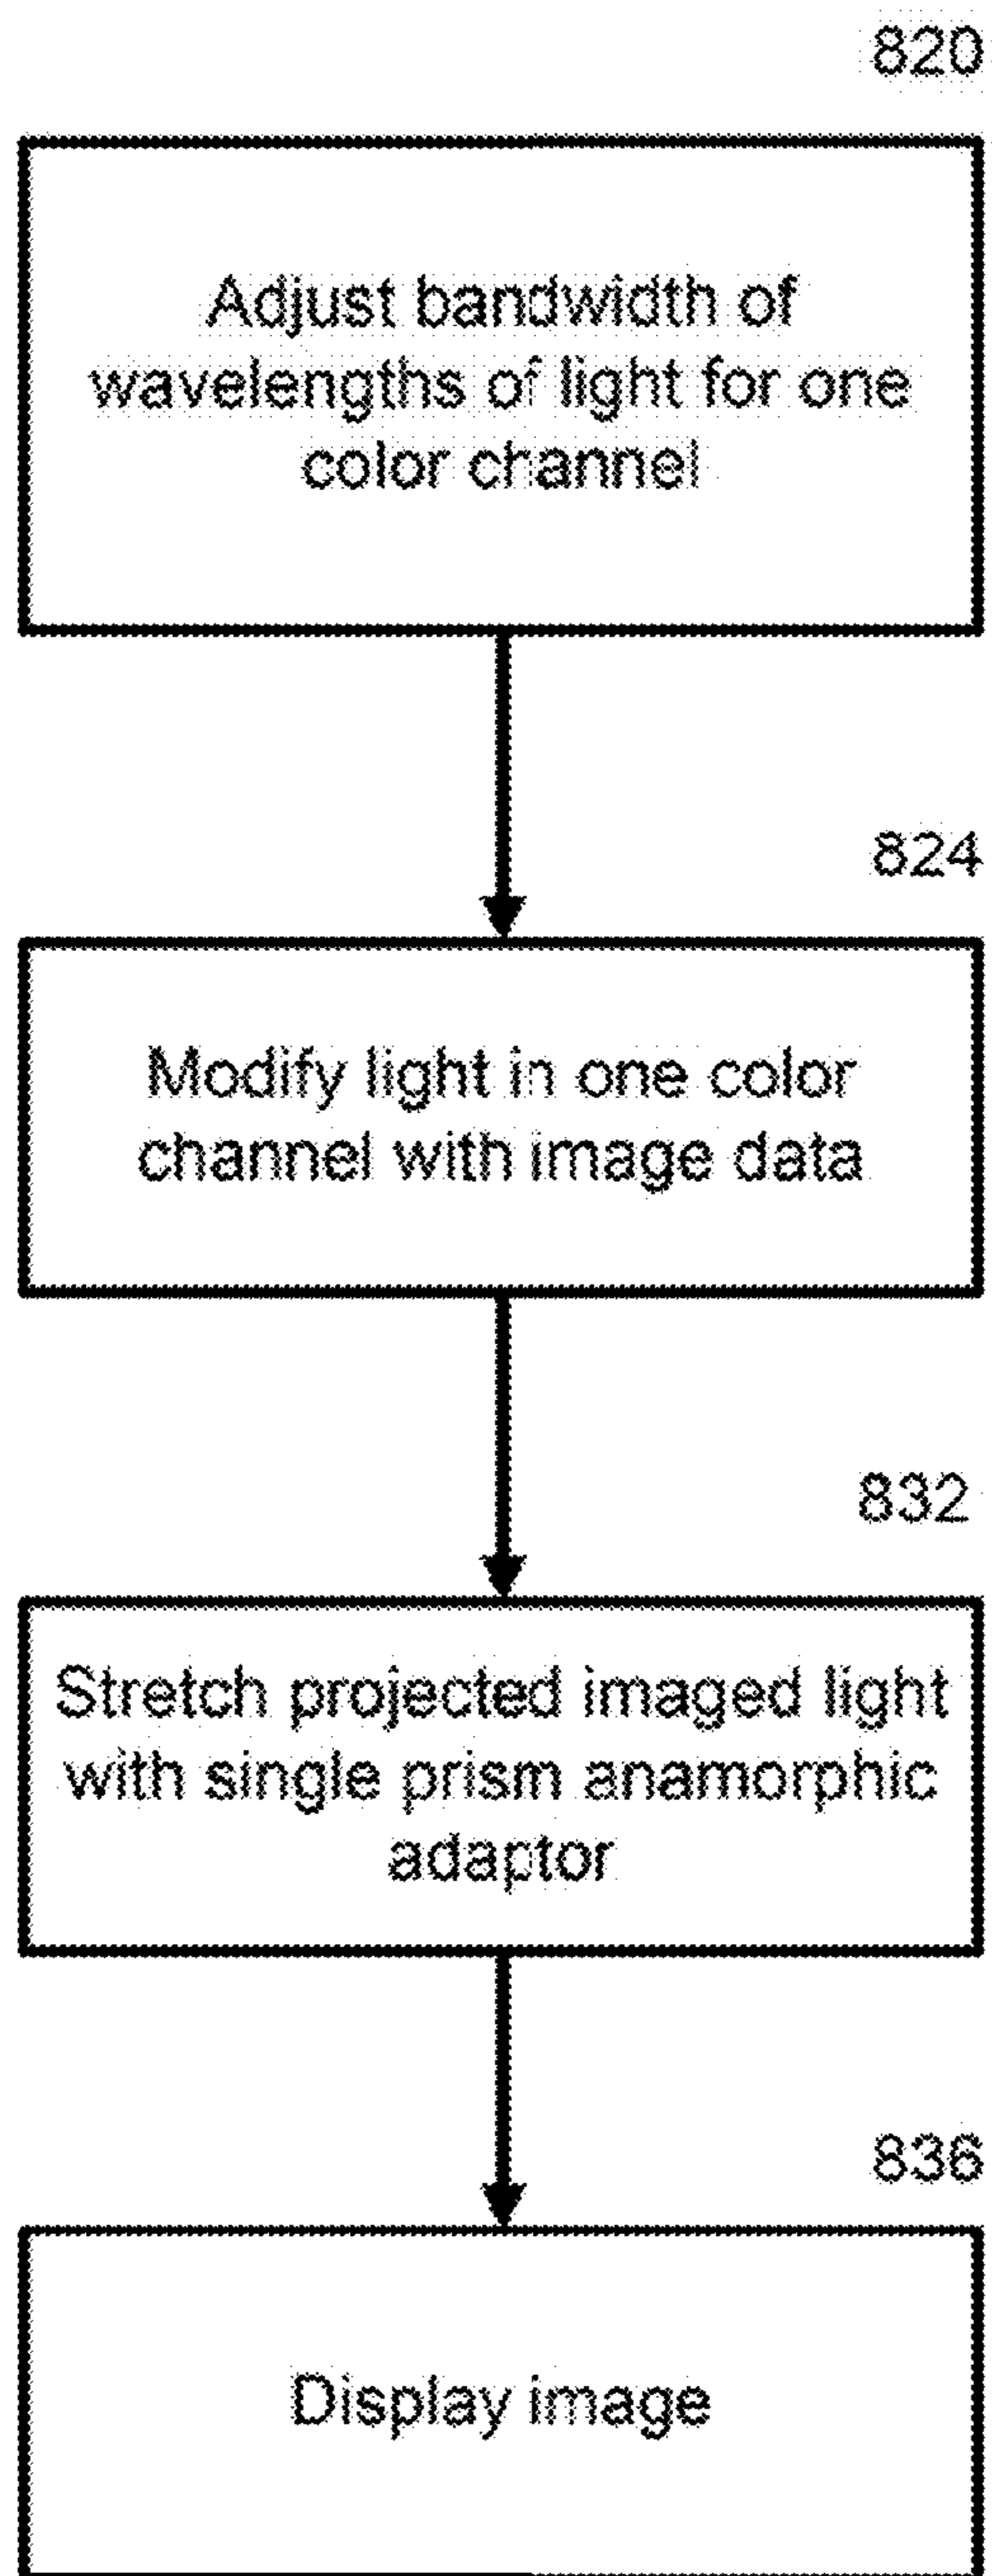 820
Adjust bandwidth of
wavelengths of light for one
color channel
824
Modify light in one color
channel with image data
832
Stretch projected imaged light
with single prism anamorphic
adaptor
836
Display image